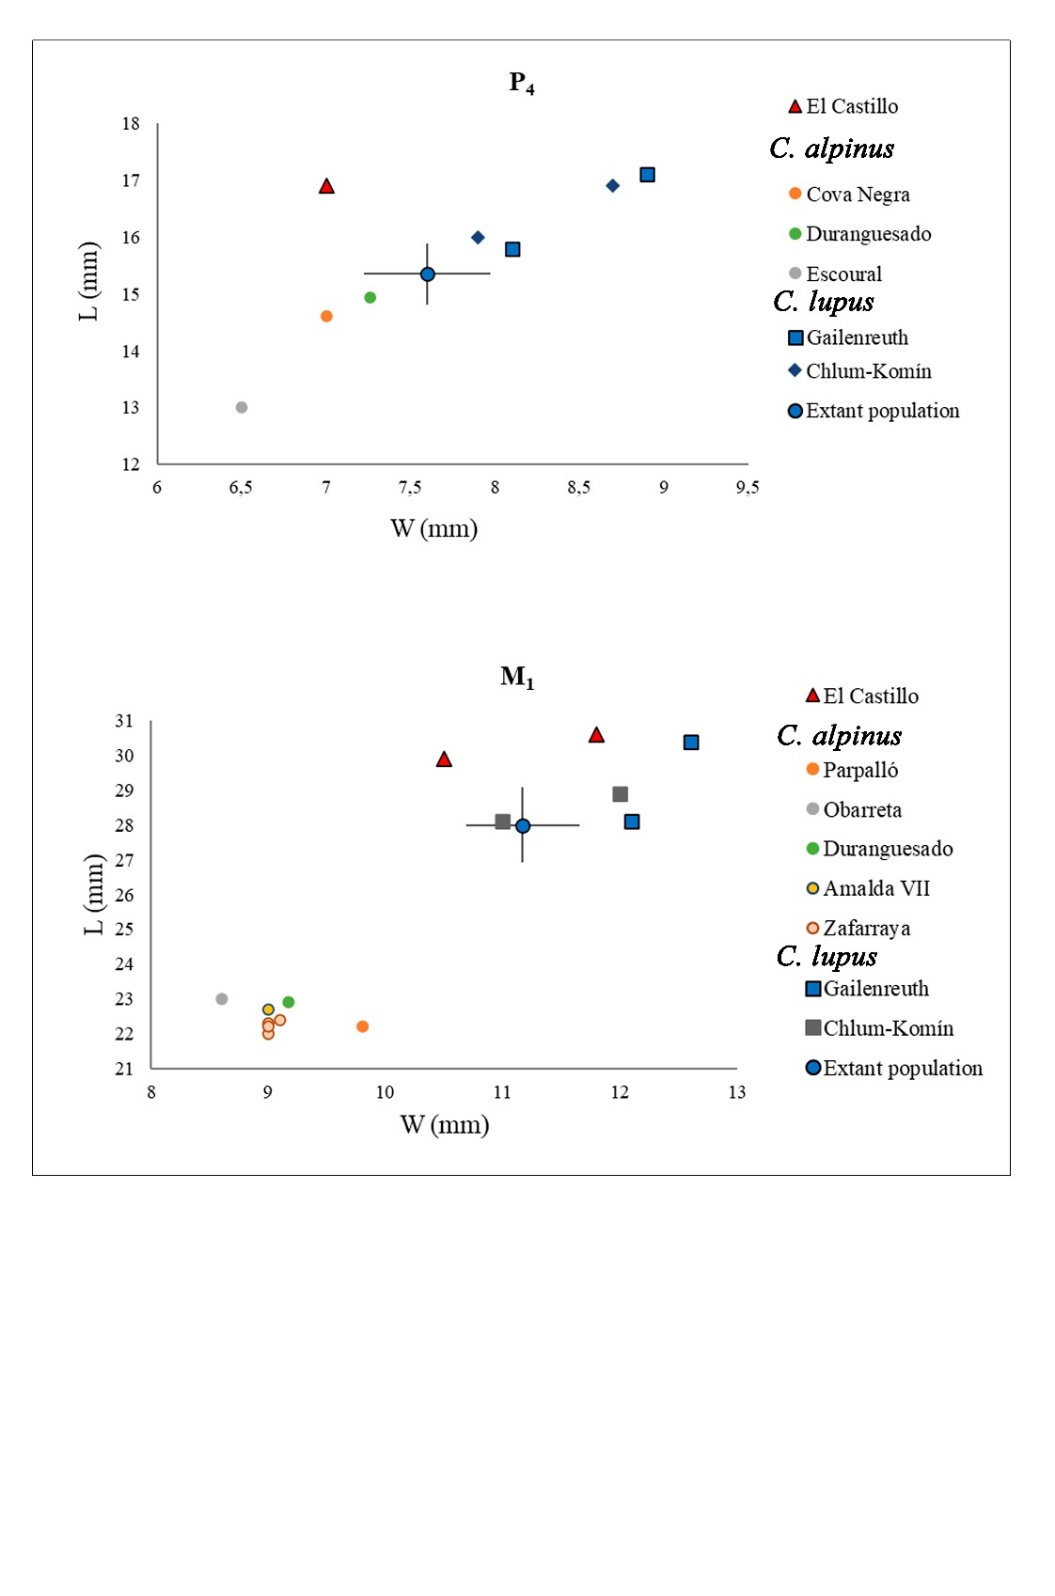 P4
El Castillo
C. alpinus
Cova Negra
Duranguesado
Escoural
C. lupus
Gailenreuth
Chlum-Komín
Extant population
18
17
16
15
14
13
12
L (mm)
6 6,5 7 7,5 8 8,5 9 9,5
W (mm)
M1
El Castillo
C. alpinus
Parpalló
Obarreta
Duranguesado
Amalda VII
Zafarraya
C. lupus
Gailenreuth
Chlum-Komín
Extant population
31
30
29
28
27
26
25
24
23
22
21
L (mm)
8 9 10 11 12 13
W (mm)